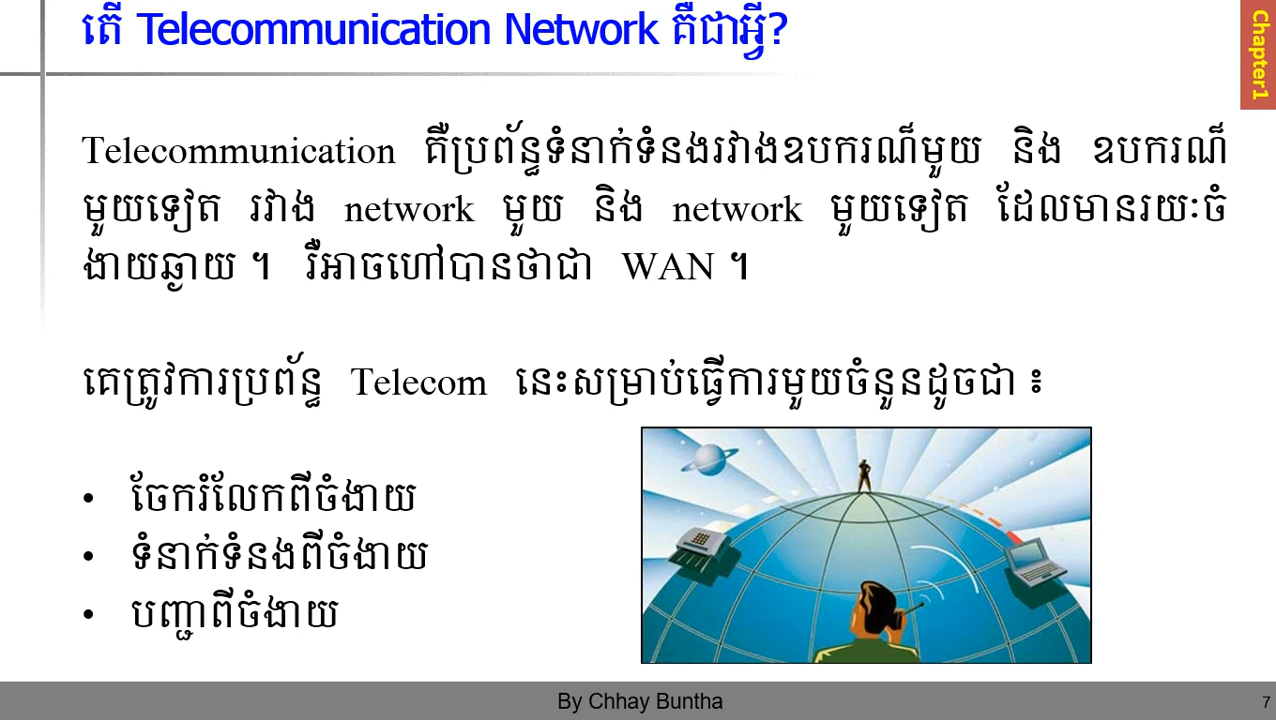 តើ Telecommunication Network គឺជាអ្វី?
Chapter1
Telecommunication គឺប្រព័ន្ធទំនាក់ទំនងរវាងឧបករណ៏មួយ និង ឧបករណ៏
មួយទៀត រវាង network មួយ និង network មួយទៀត ដែលមានរយ:ចំ
ងាយឆ្ងាយ ។ រឺអាចហៅបានថាជា WAN ។
គេត្រូវការប្រព័ន្ធ Telecom នេះសម្រាប់ធ្វើការមួយចំនួនដូចជា ៖
• ចែករំលែកពីចំងាយ
• ទំនាក់ទំនងពីចំងាយ
• បញ្ជាពីចំងាយ
By Chhay Buntha
7